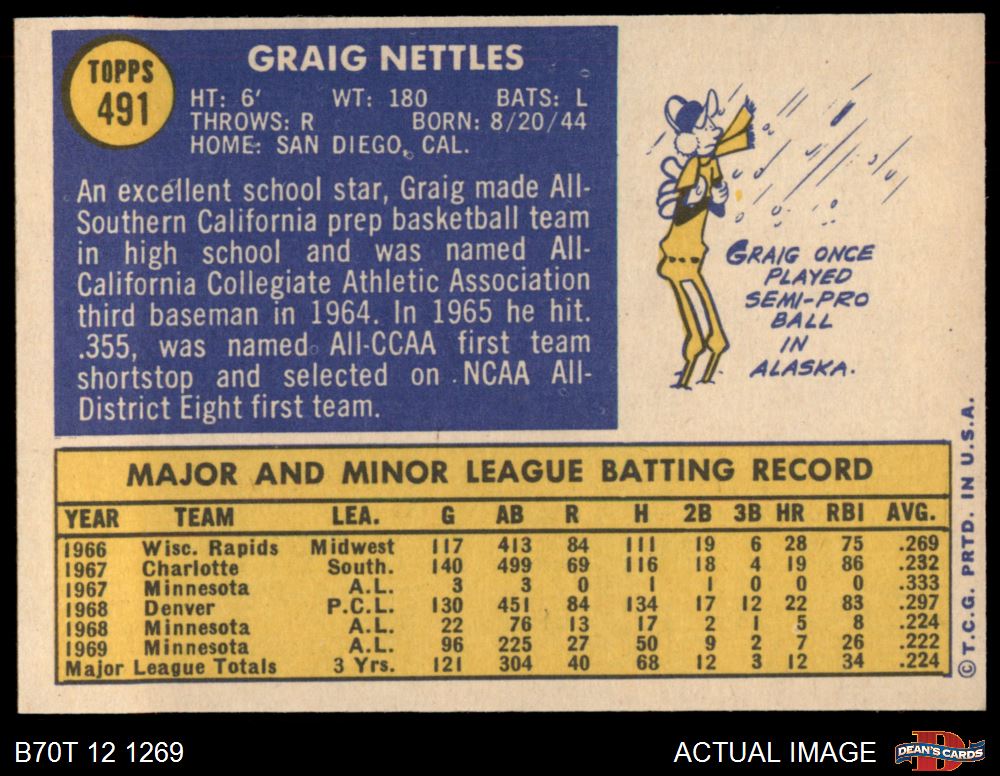 TOPPS
491
GRAIG NETTLES
HT: 6' WT: 180 BATS: L
THROWS: R BORN: 8/20/44
HOME: SAN DIEGO, CAL.
An excellent school star, Graig made All-
Southern California prep basketball team
in high school and was named All-
California Collegiate Athletic Association
third baseman in 1964. In 1965 he hit.
.355, was named All-CCAA first team
shortstop and selected on NCAA All-
District Eight first team.
GRAIG ONCE
PLAYED
SEMI-PRO
BALL
IN
ALASKA.
MAJOR AND MINOR LEAGUE BATTING RECORD
YEAR TEAM LEA. G AB R H 2B 3B HR RBI AVG.
1966 Wisc. Rapids Midwest 117 413 84 111 19 6 28 75 .269
1967 Charlotte South. 140 499 69 116 18 4 19 86 .232
1967 Minnesota A.L. 3 3 0 1 1 0 0 0 .333
1968 Denver P.C.L. 130 451 84 134 17 12 22 83 .297
1968 Minnesota A.L. 22 76 13 17 2 1 5 8 .224
1969 Minnesota A.L. 96 225 27 50 9 2 7 26 .222
Major League Totals 3 Yrs. 121 304 40 68 12 3 12 34 .224
© T.C.G. PRTD. IN U.S.A.
B70T 12 1269
ACTUAL IMAGE
D
DEAN'S CARDS